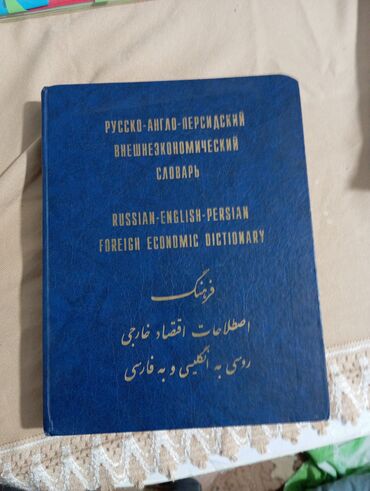 РУССКО-АНГЛО-ПЕРСИДСКИЙ
ВНЕШНЕЭКОНОМИЧЕСКИЙ
СЛОВАРЬ
RUSSIAN-ENGLISH-PERSIAN
FOREIGH ECONOMIC DICTIONARY
فرهنگ
اصطلاحات اقتصاد خارجی
روسی به انگلیسی و به فارسی